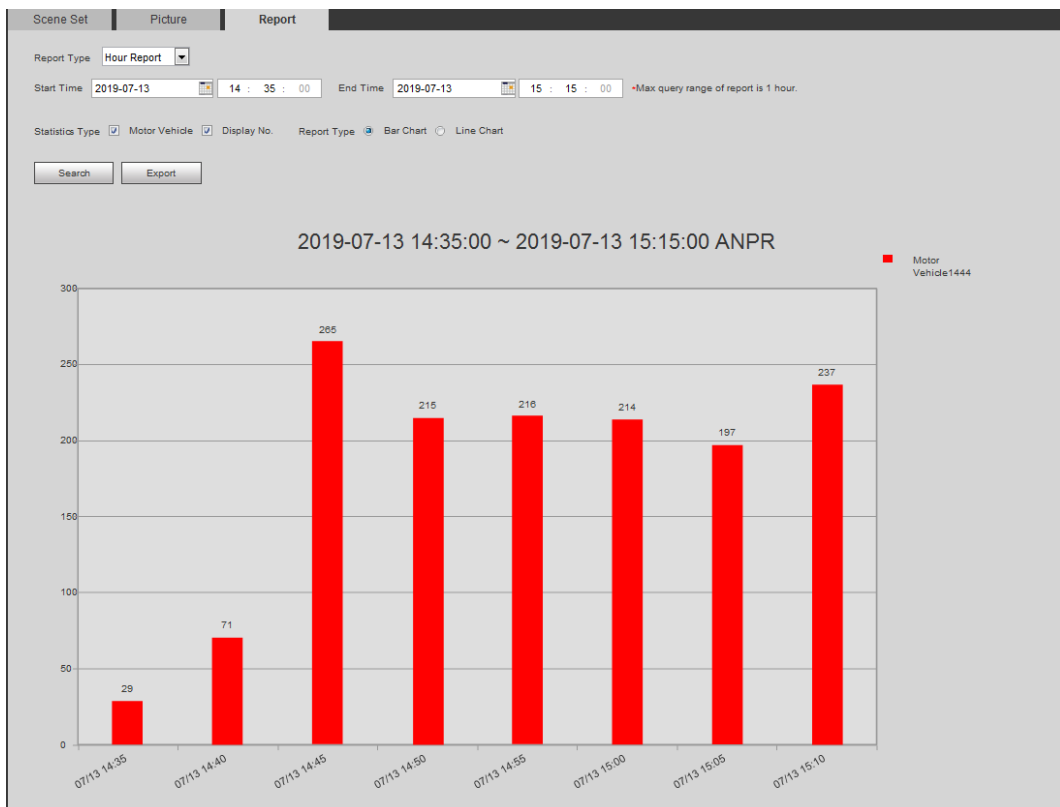 Scene Set Picture Report
Report Type Hour Report
Start Time 2019-07-13 14 : 35 : 00 End Time 2019-07-13 15 : 15 : 00 *Max query range of report is 1 hour.
Statistics Type Motor Vehicle Display No. Report Type Bar Chart Line Chart
Search Export
2019-07-13 14:35:00 ~ 2019-07-13 15:15:00 ANPR
Motor
Vehicle1444
300
265
250
237
215
216
214
200
197
150
100
71
50
29
0
07/13 14:35
07/13 14:40
07/13 14:45
07/13 14:50
07/13 14:55
07/13 15:00
07/13 15:05
07/13 15:10